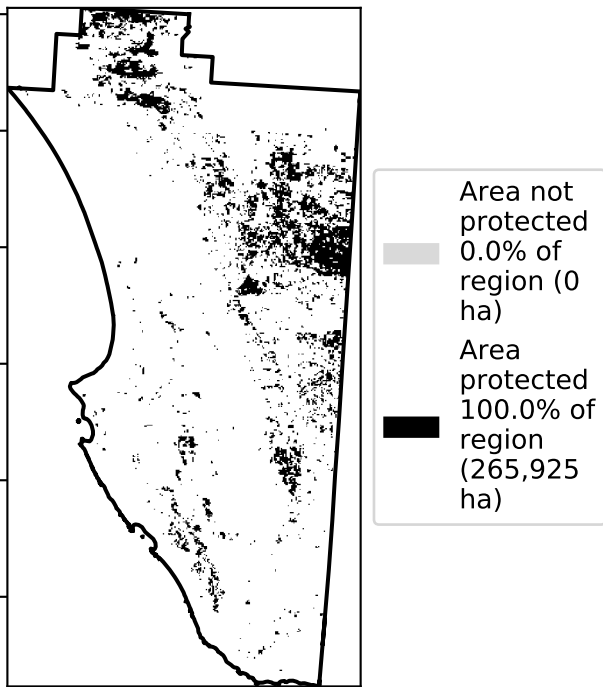 Area not
protected
0.0% of
region (0
ha)
Area
protected
100.0% of
region
(265,925
ha)